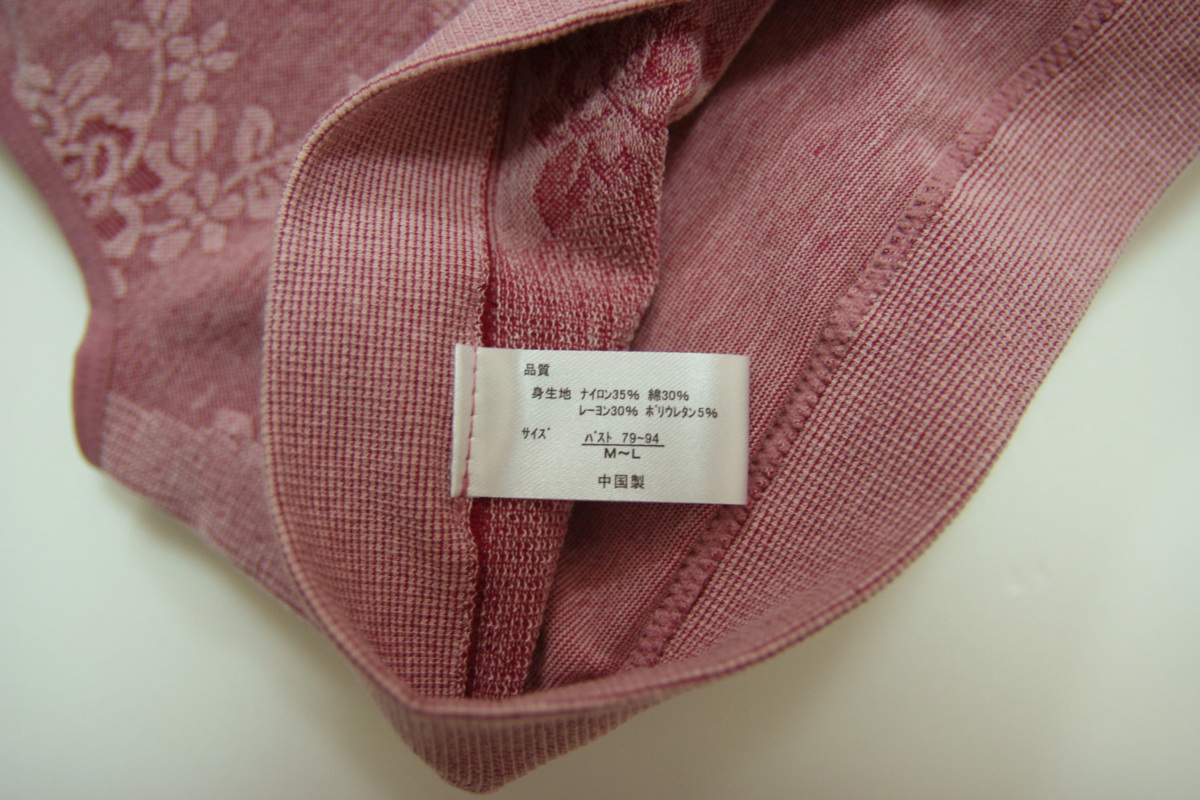 品質
身生地 ナイロン35% 綿30%
レーヨン30% ポリウレタン5%
サイズ バスト 79~94
M~L
中国製